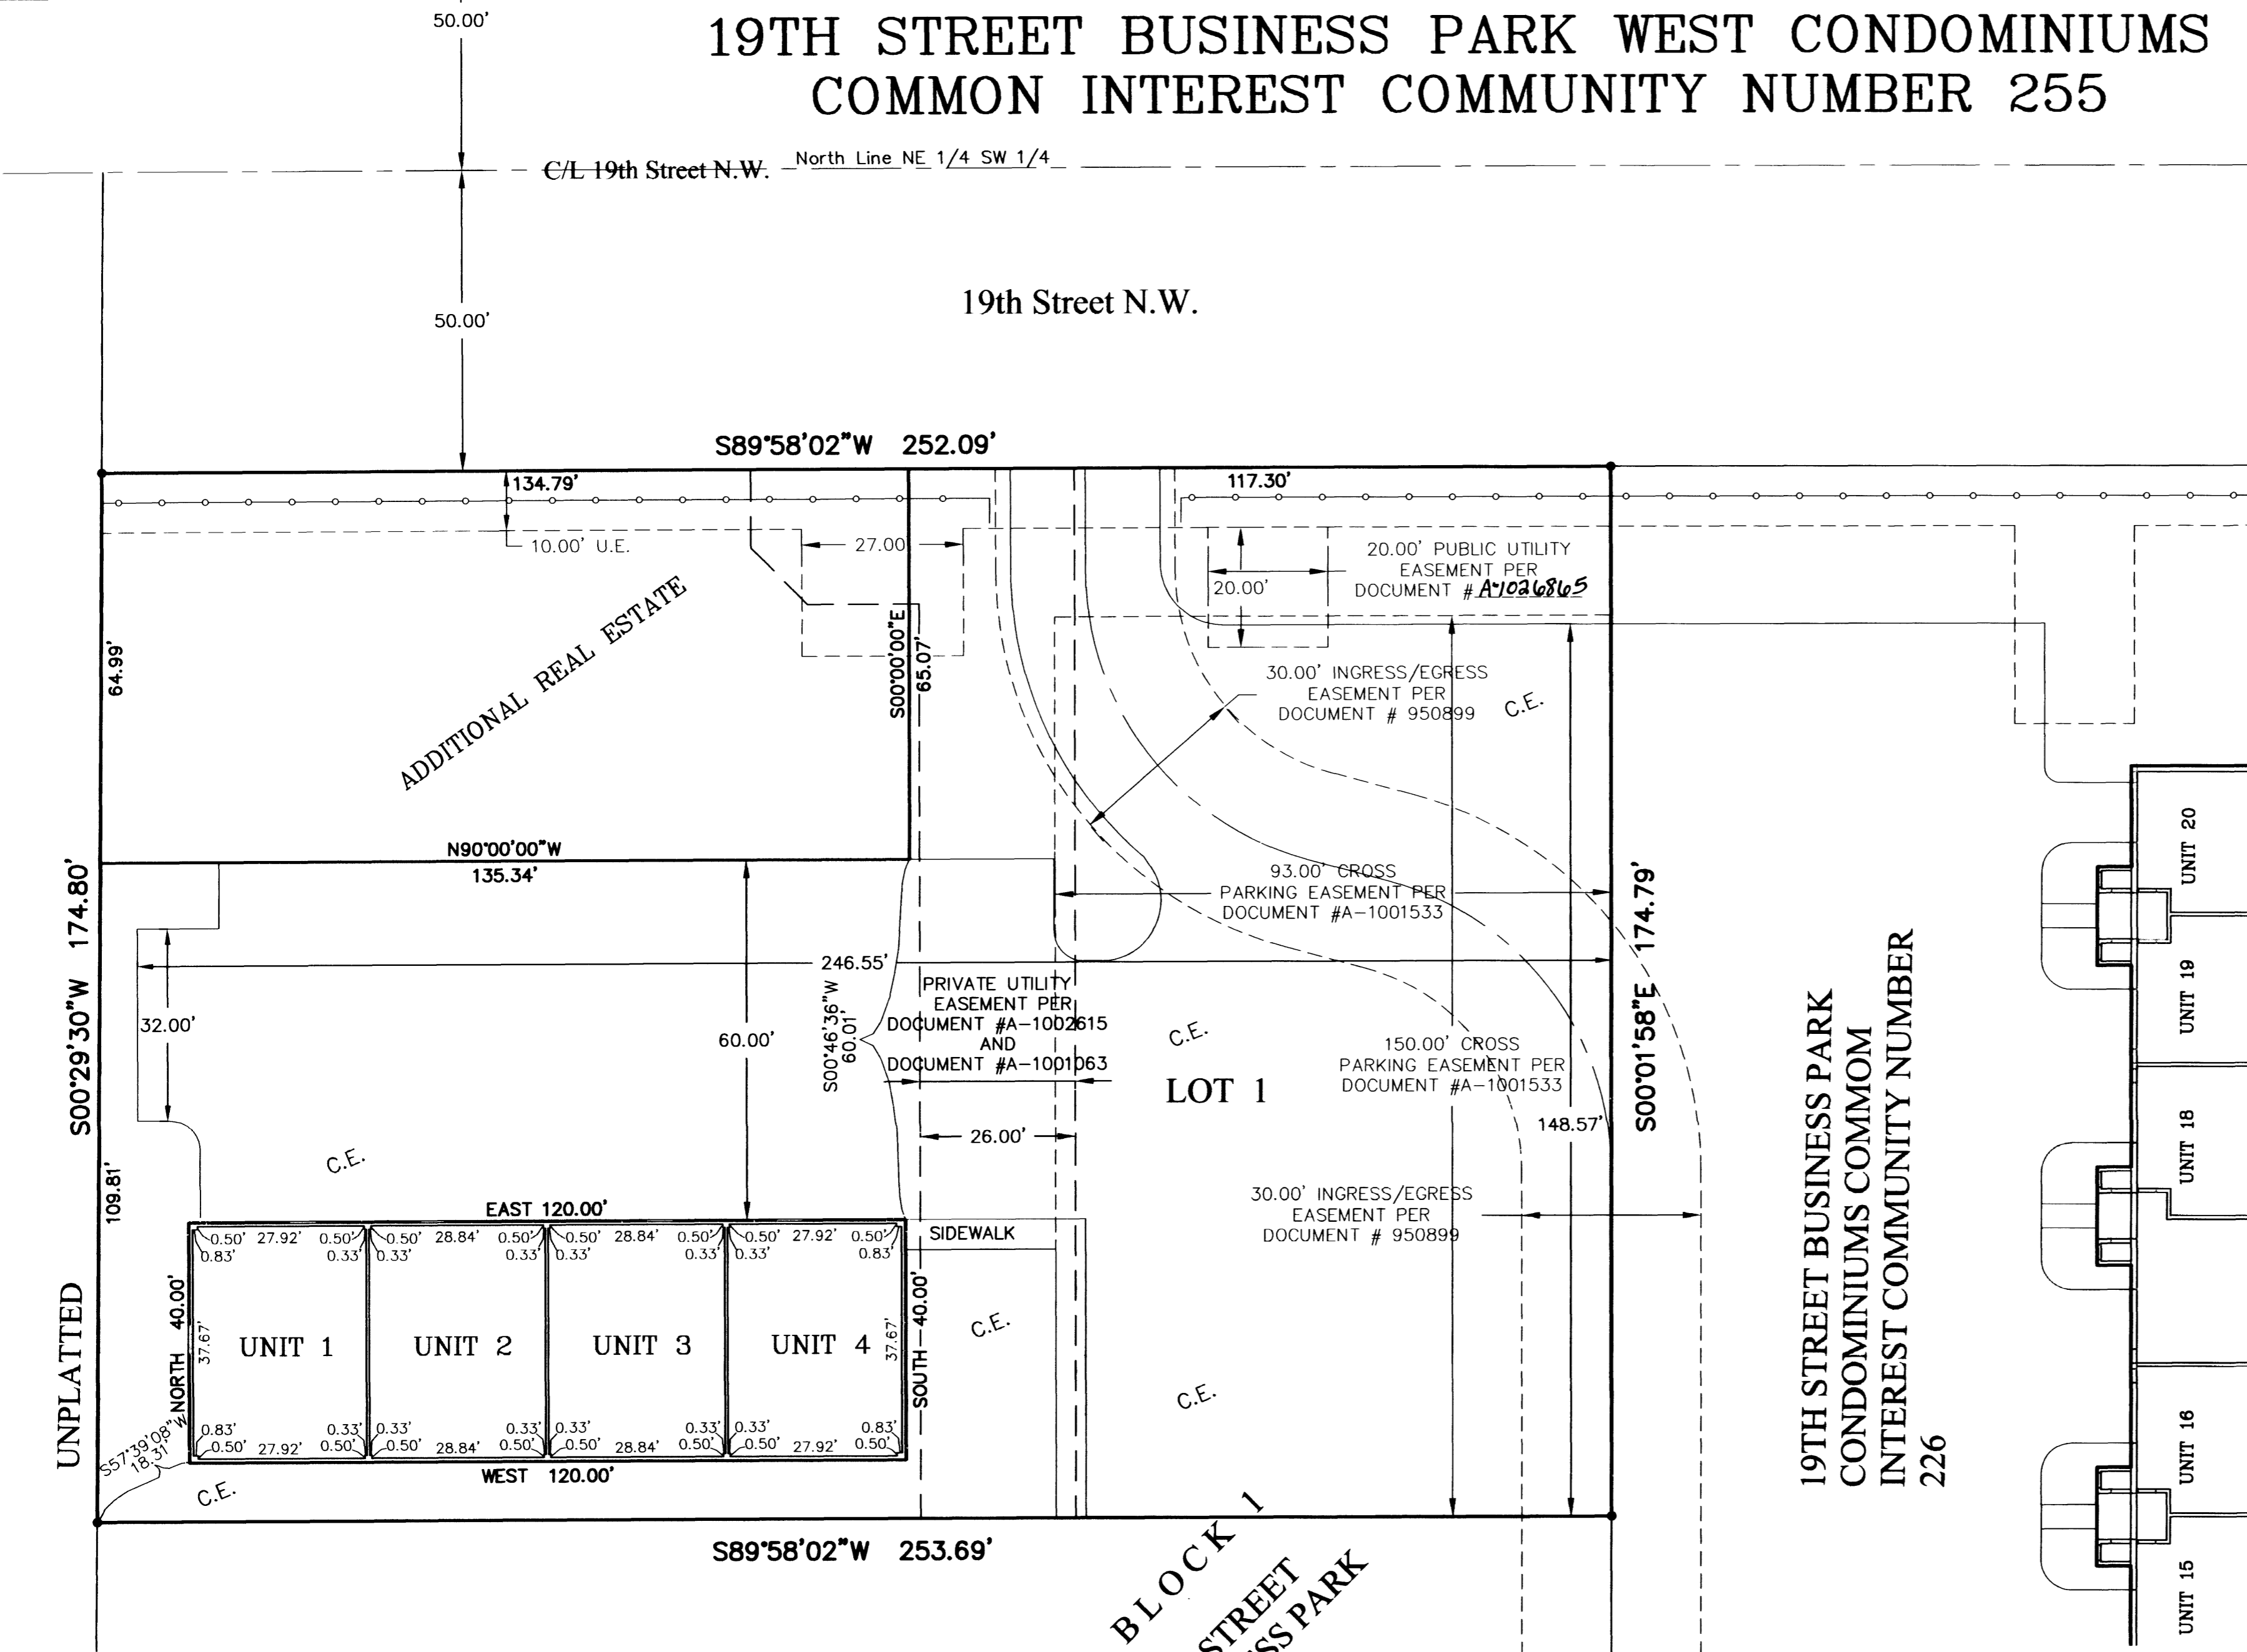 50.00'
19TH STREET BUSINESS PARK WEST CONDOMINIUMS
COMMON INTEREST COMMUNITY NUMBER 255
C/L 19th Street N.W.
North Line NE 1/4 SW 1/4
19th Street N.W.
50.00'
S89°58'02"W 252.09'
134.79'
117.30'
10.00' U.E.
27.00
20.00'
20.00' PUBLIC UTILITY
EASEMENT PER
DOCUMENT # A-1026865
ADDITIONAL REAL ESTATE
64.99'
S00°00'00"E
65.07'
30.00' INGRESS/EGRESS
EASEMENT PER
DOCUMENT # 950899
C.E.
N90°00'00"W
135.34'
93.00' CROSS
PARKING EASEMENT PER
DOCUMENT #A-1001533
S00°29'30"W 174.80'
S00°01'58"E 174.79'
246.55'
32.00'
60.00'
S00°46'36"W
60.01'
PRIVATE UTILITY
EASEMENT PER
DOCUMENT #A-1002615
AND
DOCUMENT #A-1001063
C.E.
LOT 1
150.00' CROSS
PARKING EASEMENT PER
DOCUMENT #A-1001533
148.57'
26.00'
C.E.
109.81'
30.00' INGRESS/EGRESS
EASEMENT PER
DOCUMENT # 950899
EAST 120.00'
SIDEWALK
0.50' 27.92' 0.50' 0.50' 28.84' 0.50' 0.50' 28.84' 0.50' 0.50' 27.92' 0.50'
0.83' 0.33' 0.33' 0.33' 0.33' 0.33' 0.33' 0.83'
NORTH 40.00'
37.67'
UNIT 1
UNIT 2
UNIT 3
UNIT 4
37.67'
SOUTH 40.00'
C.E.
C.E.
0.83' 0.33' 0.33' 0.33' 0.33' 0.33' 0.33' 0.83'
0.50' 27.92' 0.50' 0.50' 28.84' 0.50' 0.50' 28.84' 0.50' 0.50' 27.92' 0.50'
WEST 120.00'
UNPLATTED
S57°39'08"W
18.31'
C.E.
S89°58'02"W 253.69'
BLOCK 1
STREET
SS PARK
19TH STREET BUSINESS PARK
CONDOMINIUMS COMMOM
INTEREST COMMUNITY NUMBER
226
UNIT 20
UNIT 19
UNIT 18
UNIT 16
UNIT 15